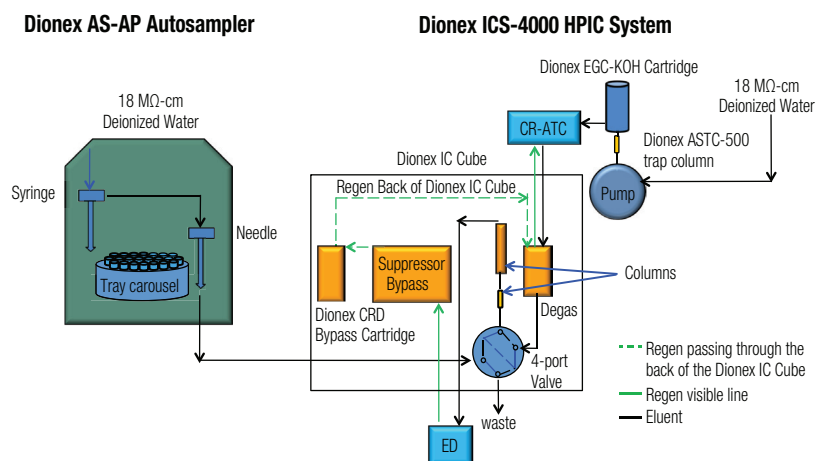 Dionex AS-AP Autosampler
Dionex ICS-4000 HPIC System
18 MΩ-cm
Deionized Water
Syringe
Needle
Tray carousel
Dionex EGC-KOH Cartridge
18 MΩ-cm
Deionized Water
CR-ATC
Dionex ASTC-500
trap column
Pump
Dionex IC Cube
Regen Back of Dionex IC Cube
Suppressor
Bypass
Dionex CRD
Bypass Cartridge
Columns
Degas
4-port
Valve
waste
ED
Regen passing through the
back of the Dionex IC Cube
Regen visible line
Eluent